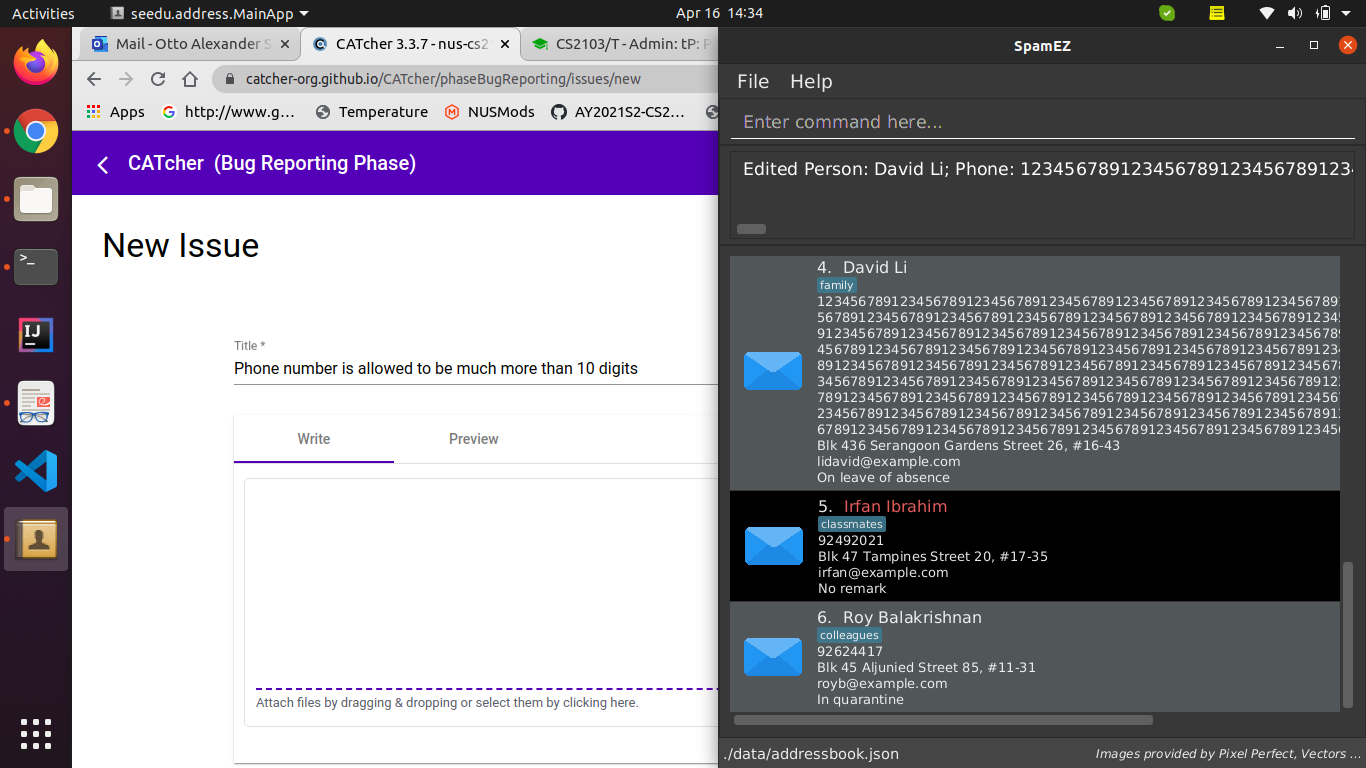 Activities
seedu.address.MainApp
Apr 16 14:34
Mail - Otto Alexander S
CATcher 3.3.7 - nus-cs2
CS2103/T - Admin: tP: P
catcher-org.github.io/CATcher/phaseBugReporting/issues/new
Apps
http://www.g...
Temperature
NUSMods
AY2021S2-CS2...
CATcher (Bug Reporting Phase)
New Issue
Title *
Phone number is allowed to be much more than 10 digits
Write
Preview
Attach files by dragging & dropping or select them by clicking here.
SpamEZ
File
Help
Enter command here...
Edited Person: David Li; Phone: 123456789123456789123456789123
4. David Li
family
1234567891234567891234567891234567891234567891234567891234567891
5678912345678912345678912345678912345678912345678912345678912345
9123456789123456789123456789123456789123456789123456789123456789
4567891234567891234567891234567891234567891234567891234567891234
8912345678912345678912345678912345678912345678912345678912345678
3456789123456789123456789123456789123456789123456789123456789123
7891234567891234567891234567891234567891234567891234567891234567
2345678912345678912345678912345678912345678912345678912345678912
6789123456789123456789123456789123456789123456789123456789123456
Blk 436 Serangoon Gardens Street 26, #16-43
lidavid@example.com
On leave of absence
5. Irfan Ibrahim
classmates
92492021
Blk 47 Tampines Street 20, #17-35
irfan@example.com
No remark
6. Roy Balakrishnan
colleagues
92624417
Blk 45 Aljunied Street 85, #11-31
royb@example.com
In quarantine
./data/addressbook.json
Images provided by Pixel Perfect, Vectors ...